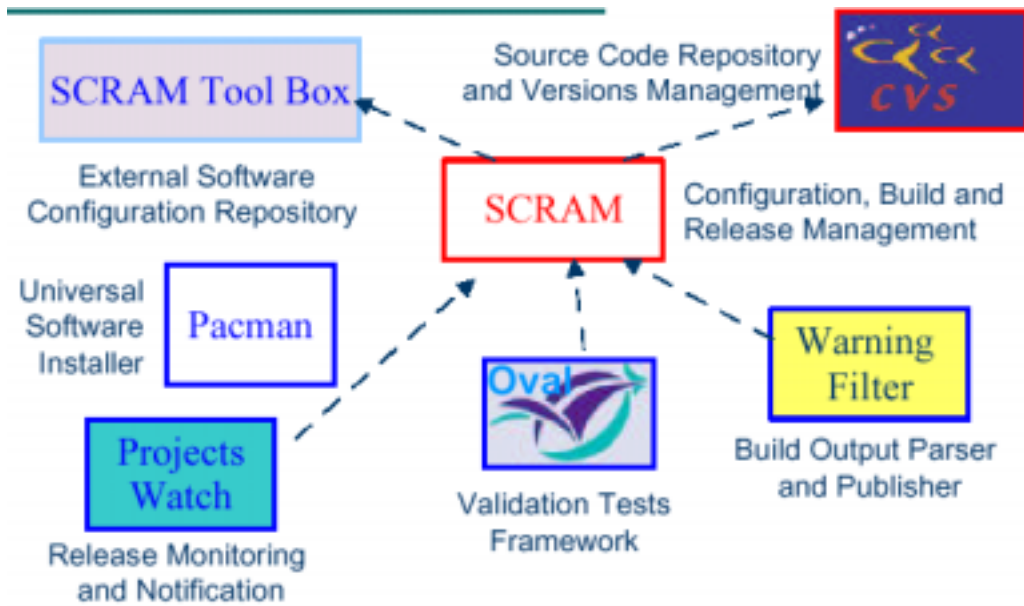 SCRAM Tool Box
External Software
Configuration Repository
Source Code Repository
and Versions Management
CVS
SCRAM
Configuration, Build and
Release Management
Universal
Software
Installer
Pacman
Projects
Watch
Release Monitoring
and Notification
Oval
Validation Tests
Framework
Warning
Filter
Build Output Parser
and Publisher